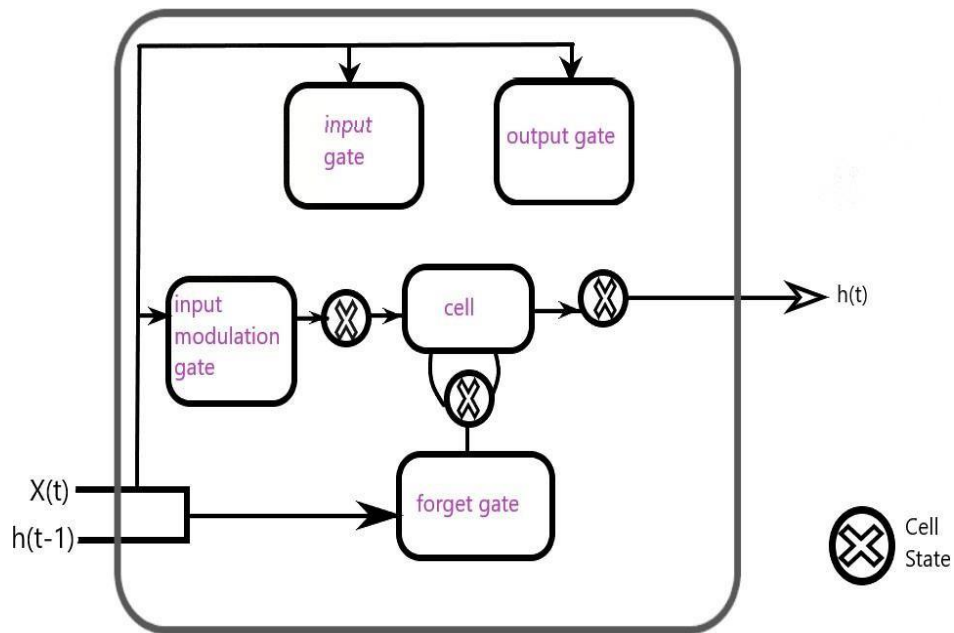 input
gate
output gate
input
modulation
gate
cell
h(t)
X(t)
h(t-1)
forget gate
Cell
State